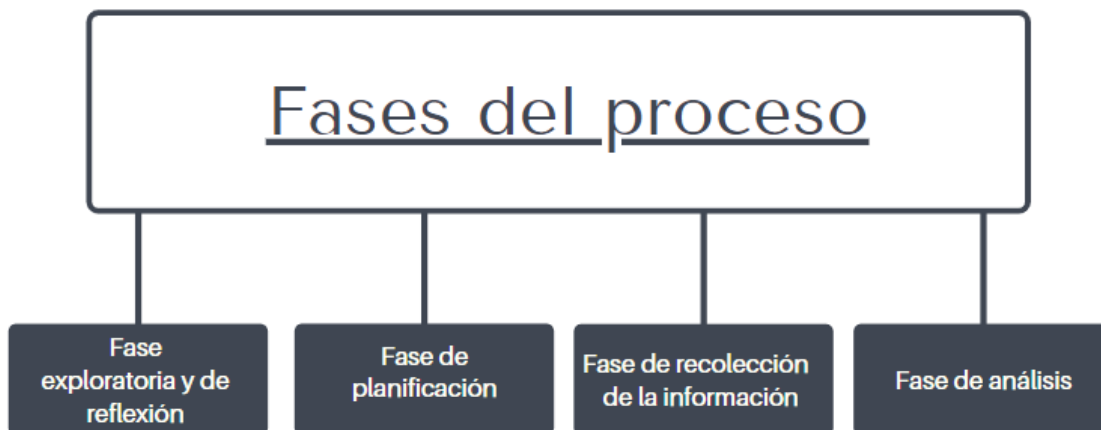 Fases del proceso
Fase
exploratoria y de
reflexión
Fase de
planificación
Fase de recolección
de la información
Fase de análisis